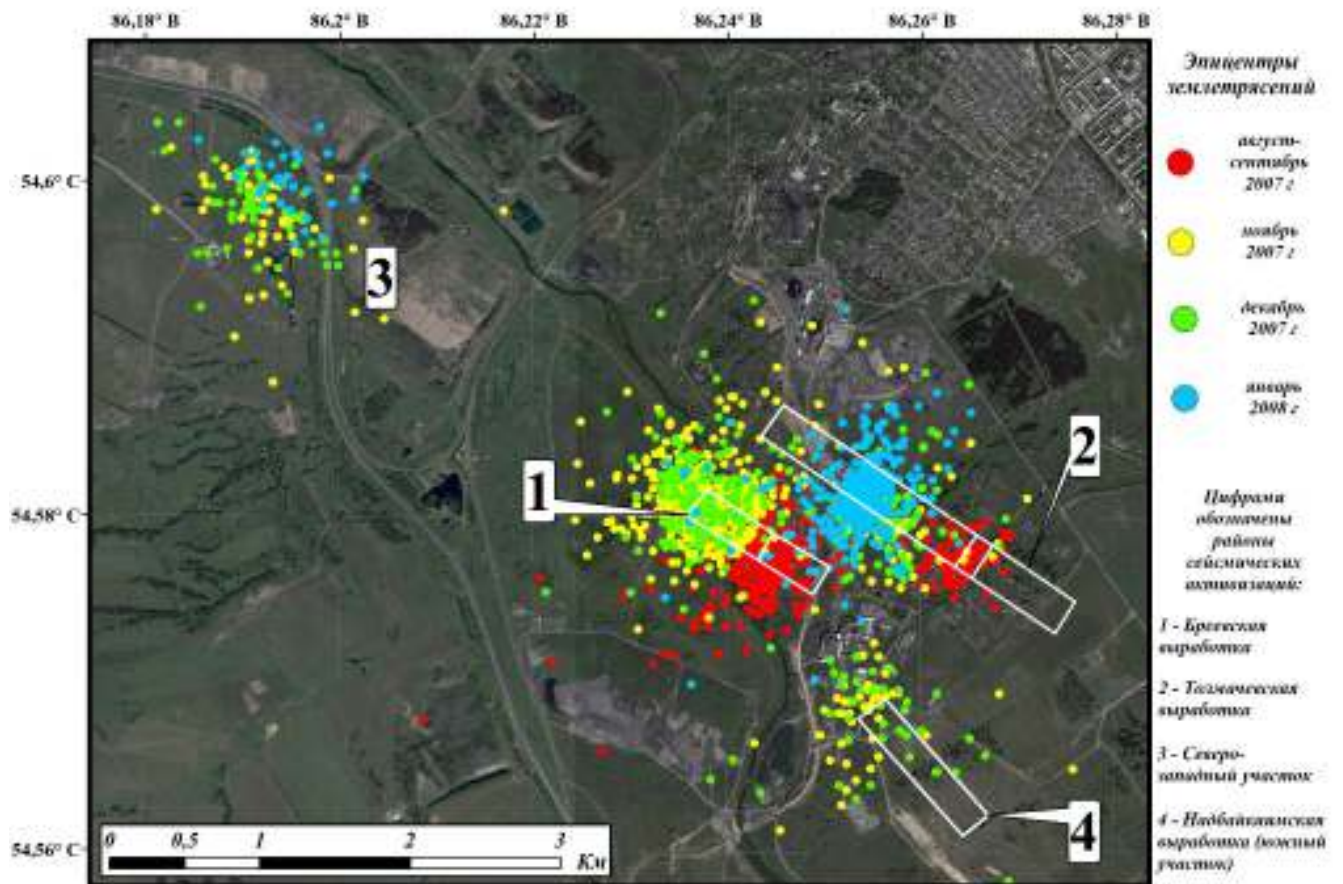 86,18° В 86,2° В 86,22° В 86,24° В 86,26° В 86,28° В
54,6° С
54,58° С
54,56° С
3
1
2
4
0 0,5 1 2 3
Км
Эпицентры
землетрясений
август-
сентябрь
2007 г
ноябрь
2007 г
декабрь
2007 г
январь
2008 г
Цифрами
обозначены
районы
сейсмических
активизаций:
1 - Бреевская
выработка
2 - Толмачевская
выработка
3 - Северо-
западный участок
4 - Надбайкаимская
выработка (южный
участок)